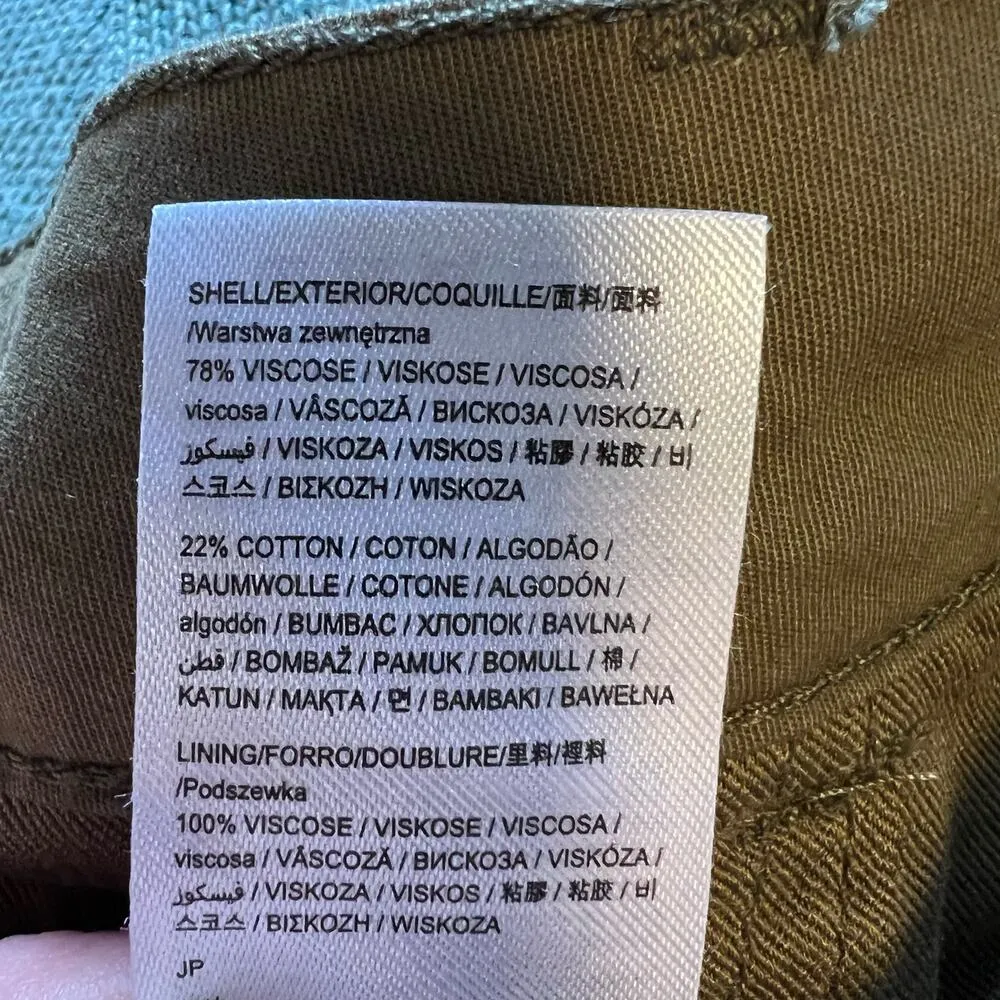 SHELL/EXTERIOR/COQUILLE/面料/面料
/Warstwa zewnętrzna
78% VISCOSE / VISKOSE / VISCOSA /
viscosa / VÂSCOZĂ / ВИСКОЗА / VISKÓZA /
فيسكوز / VISKOZA / VISKOS / 粘膠 / 粘胶 / 비
스코스 / ΒΙΣΚΟΖΗ / WISKOZA
22% COTTON / COTON / ALGODÃO /
BAUMWOLLE / COTONE / ALGODÓN /
algodón / BUMBAC / ХЛОПОК / BAVLNA /
قطن / BOMBAŽ / PAMUK / BOMULL / 棉 /
KATUN / МАҚТА / 면 / BAMBAKI / BAWEŁNA
LINING/FORRO/DOUBLURE/里料/裡料
/Podszewka
100% VISCOSE / VISKOSE / VISCOSA /
viscosa / VÂSCOZĂ / ВИСКОЗА / VISKÓZA /
فيسكوز / VISKOZA / VISKOS / 粘膠 / 粘胶 / 비
스코스 / ΒΙΣΚΟΖΗ / WISKOZA
JP